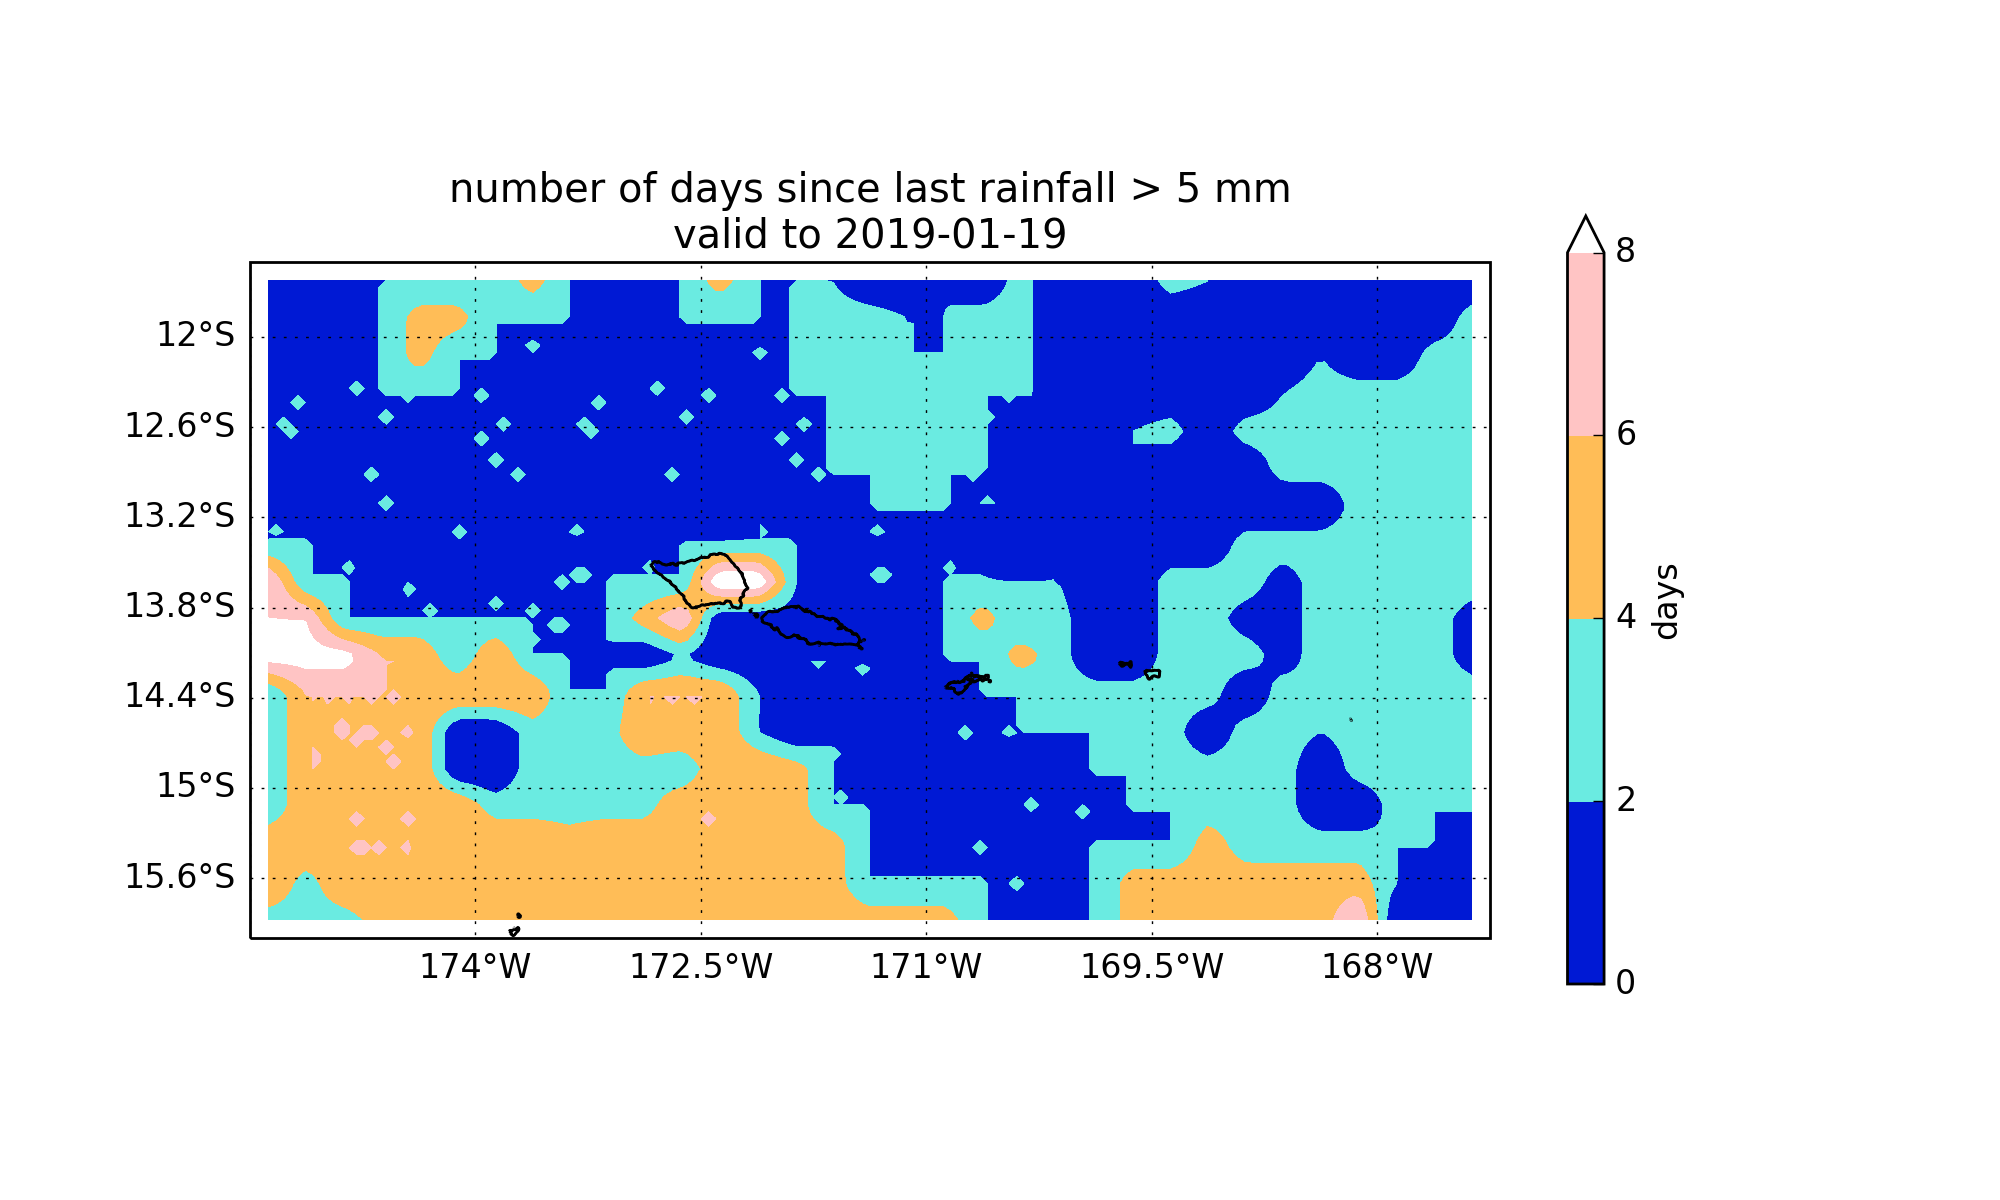 number of days since last rainfall > 5 mm
valid to 2019-01-19
12°S
12.6°S
13.2°S
13.8°S
14.4°S
15°S
15.6°S
174°W 172.5°W 171°W 169.5°W 168°W
8
6
4
2
0
days